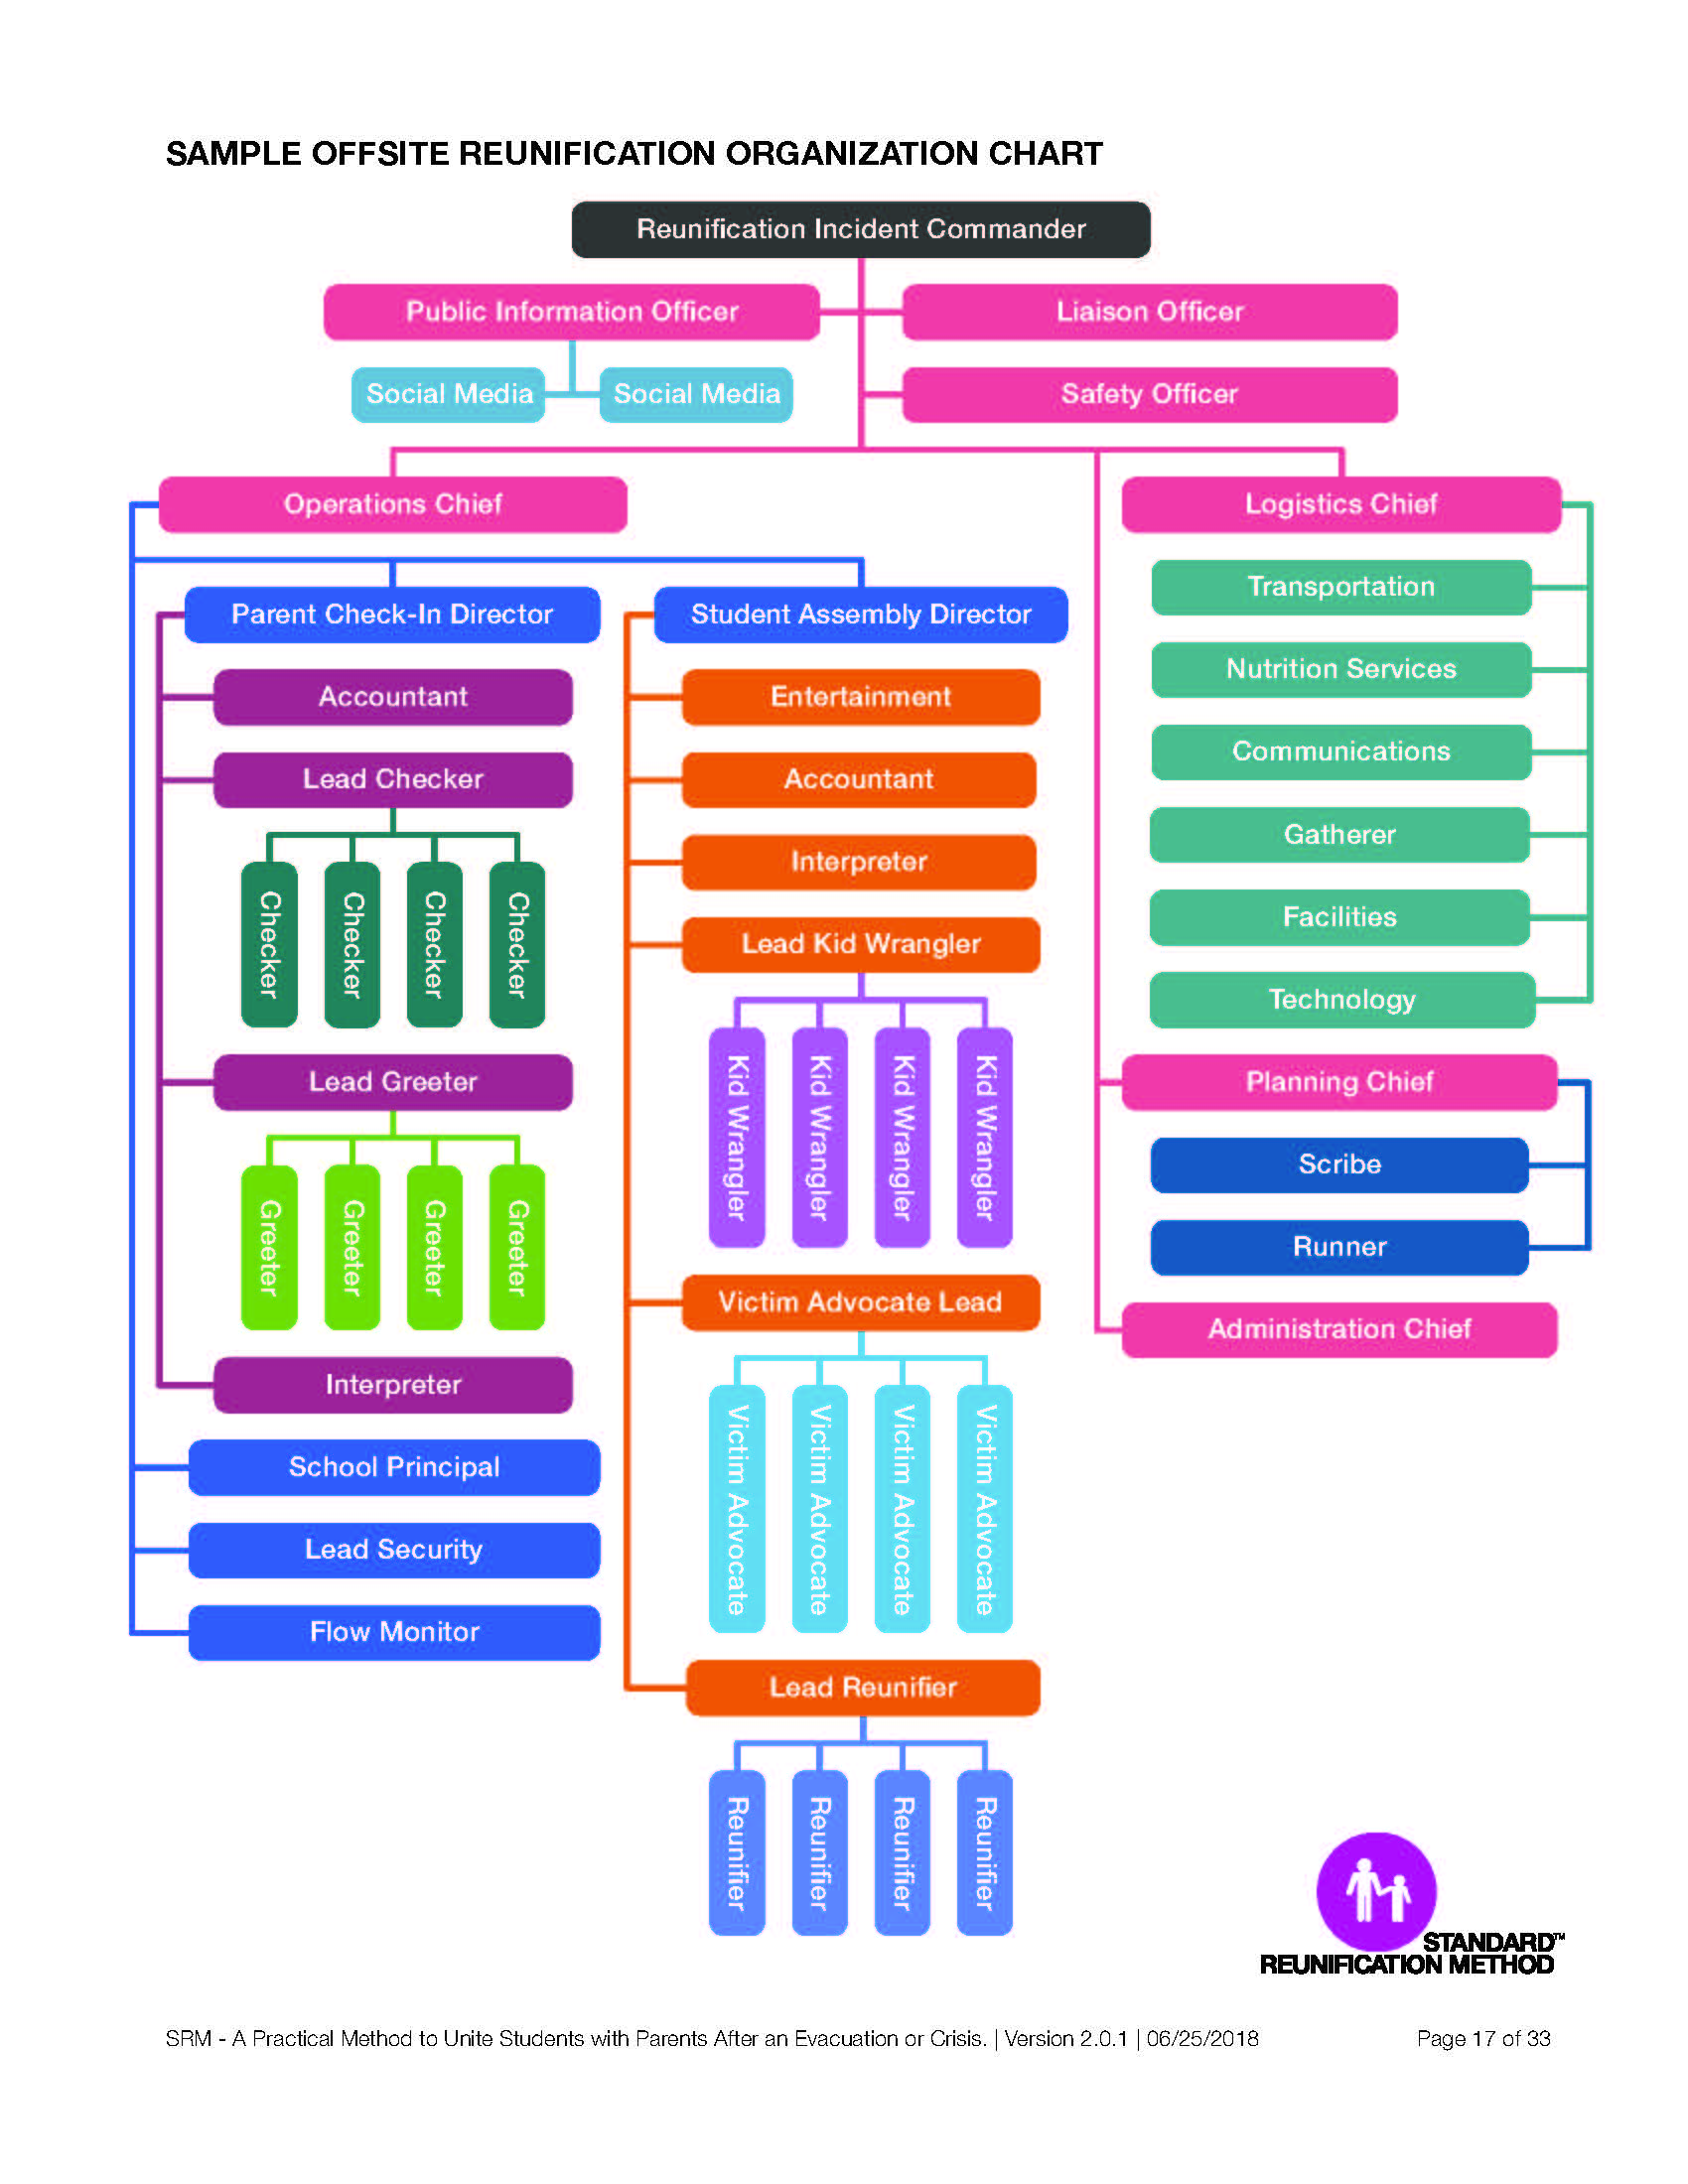 SAMPLE OFFSITE REUNIFICATION ORGANIZATION CHART
Reunification Incident Commander
Public Information Officer
Liaison Officer
Social Media
Social Media
Safety Officer
Operations Chief
Parent Check-In Director
Accountant
Lead Checker
Checker
Checker
Checker
Checker
Lead Greeter
Greeter
Greeter
Greeter
Greeter
Interpreter
School Principal
Lead Security
Flow Monitor
Student Assembly Director
Entertainment
Accountant
Interpreter
Lead Kid Wrangler
Kid Wrangler
Kid Wrangler
Kid Wrangler
Kid Wrangler
Victim Advocate Lead
Victim Advocate
Victim Advocate
Victim Advocate
Victim Advocate
Lead Reunifier
Reunifier
Reunifier
Reunifier
Reunifier
Logistics Chief
Transportation
Nutrition Services
Communications
Gatherer
Facilities
Technology
Planning Chief
Scribe
Runner
Administration Chief
STANDARD™
REUNIFICATION METHOD
SRM - A Practical Method to Unite Students with Parents After an Evacuation or Crisis. | Version 2.0.1 | 06/25/2018
Page 17 of 33